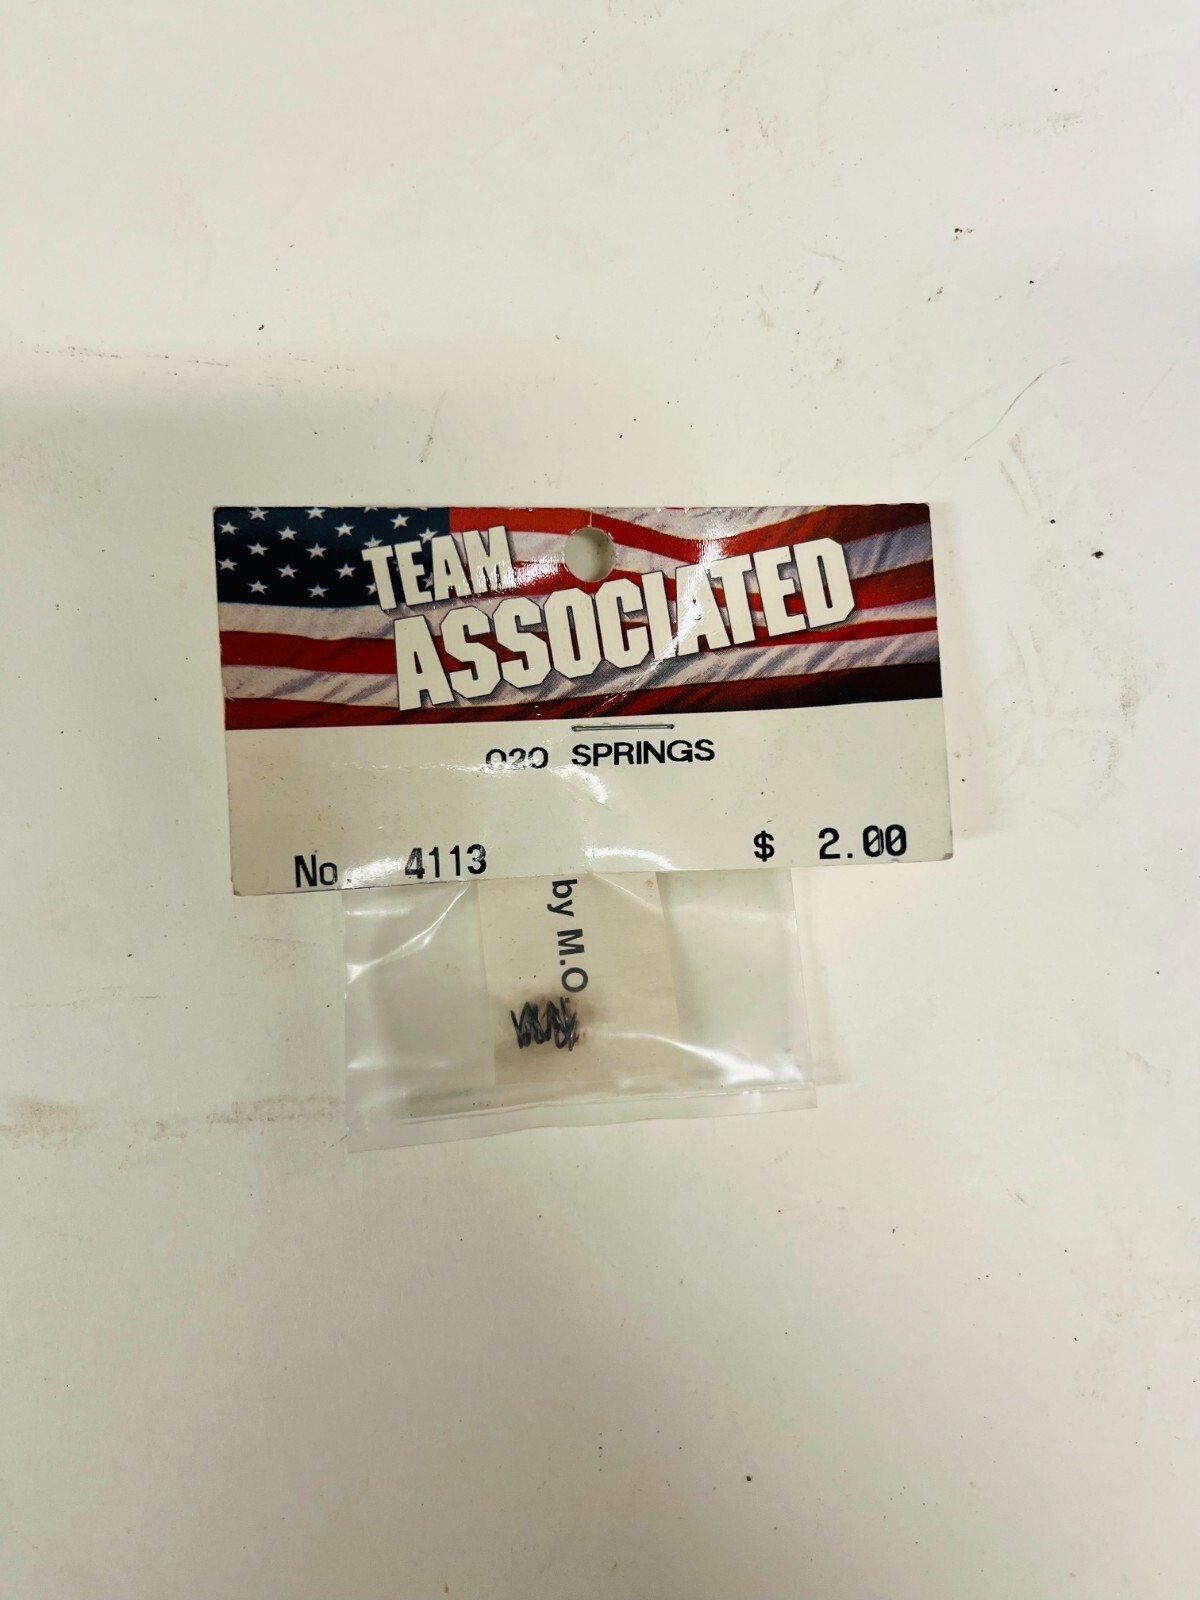 TEAM
ASSOCIATED
.020 SPRINGS
No. 4113 $ 2.00
by M.O.